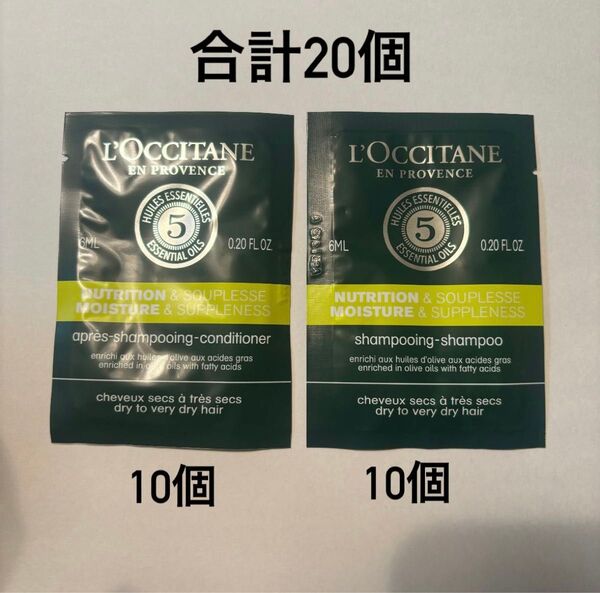 合計20個
L'OCCITANE
EN PROVENCE
HUILES ESSENTIELLES
5
ESSENTIAL OILS
6ML
0.20 FL.OZ.
NUTRITION & SOUPLESSE
MOISTURE & SUPPLENESS
après-shampooing-conditioner
enrichi aux huiles d'olive aux acides gras
enriched in olive oils with fatty acids
cheveux secs à très secs
dry to very dry hair
10個
L'OCCITANE
EN PROVENCE
HUILES ESSENTIELLES
5
ESSENTIAL OILS
6ML
0.20 FL.OZ.
NUTRITION & SOUPLESSE
MOISTURE & SUPPLENESS
shampooing-shampoo
enrichi aux huiles d'olive aux acides gras
enriched in olive oils with fatty acids
cheveux secs à très secs
dry to very dry hair
10個